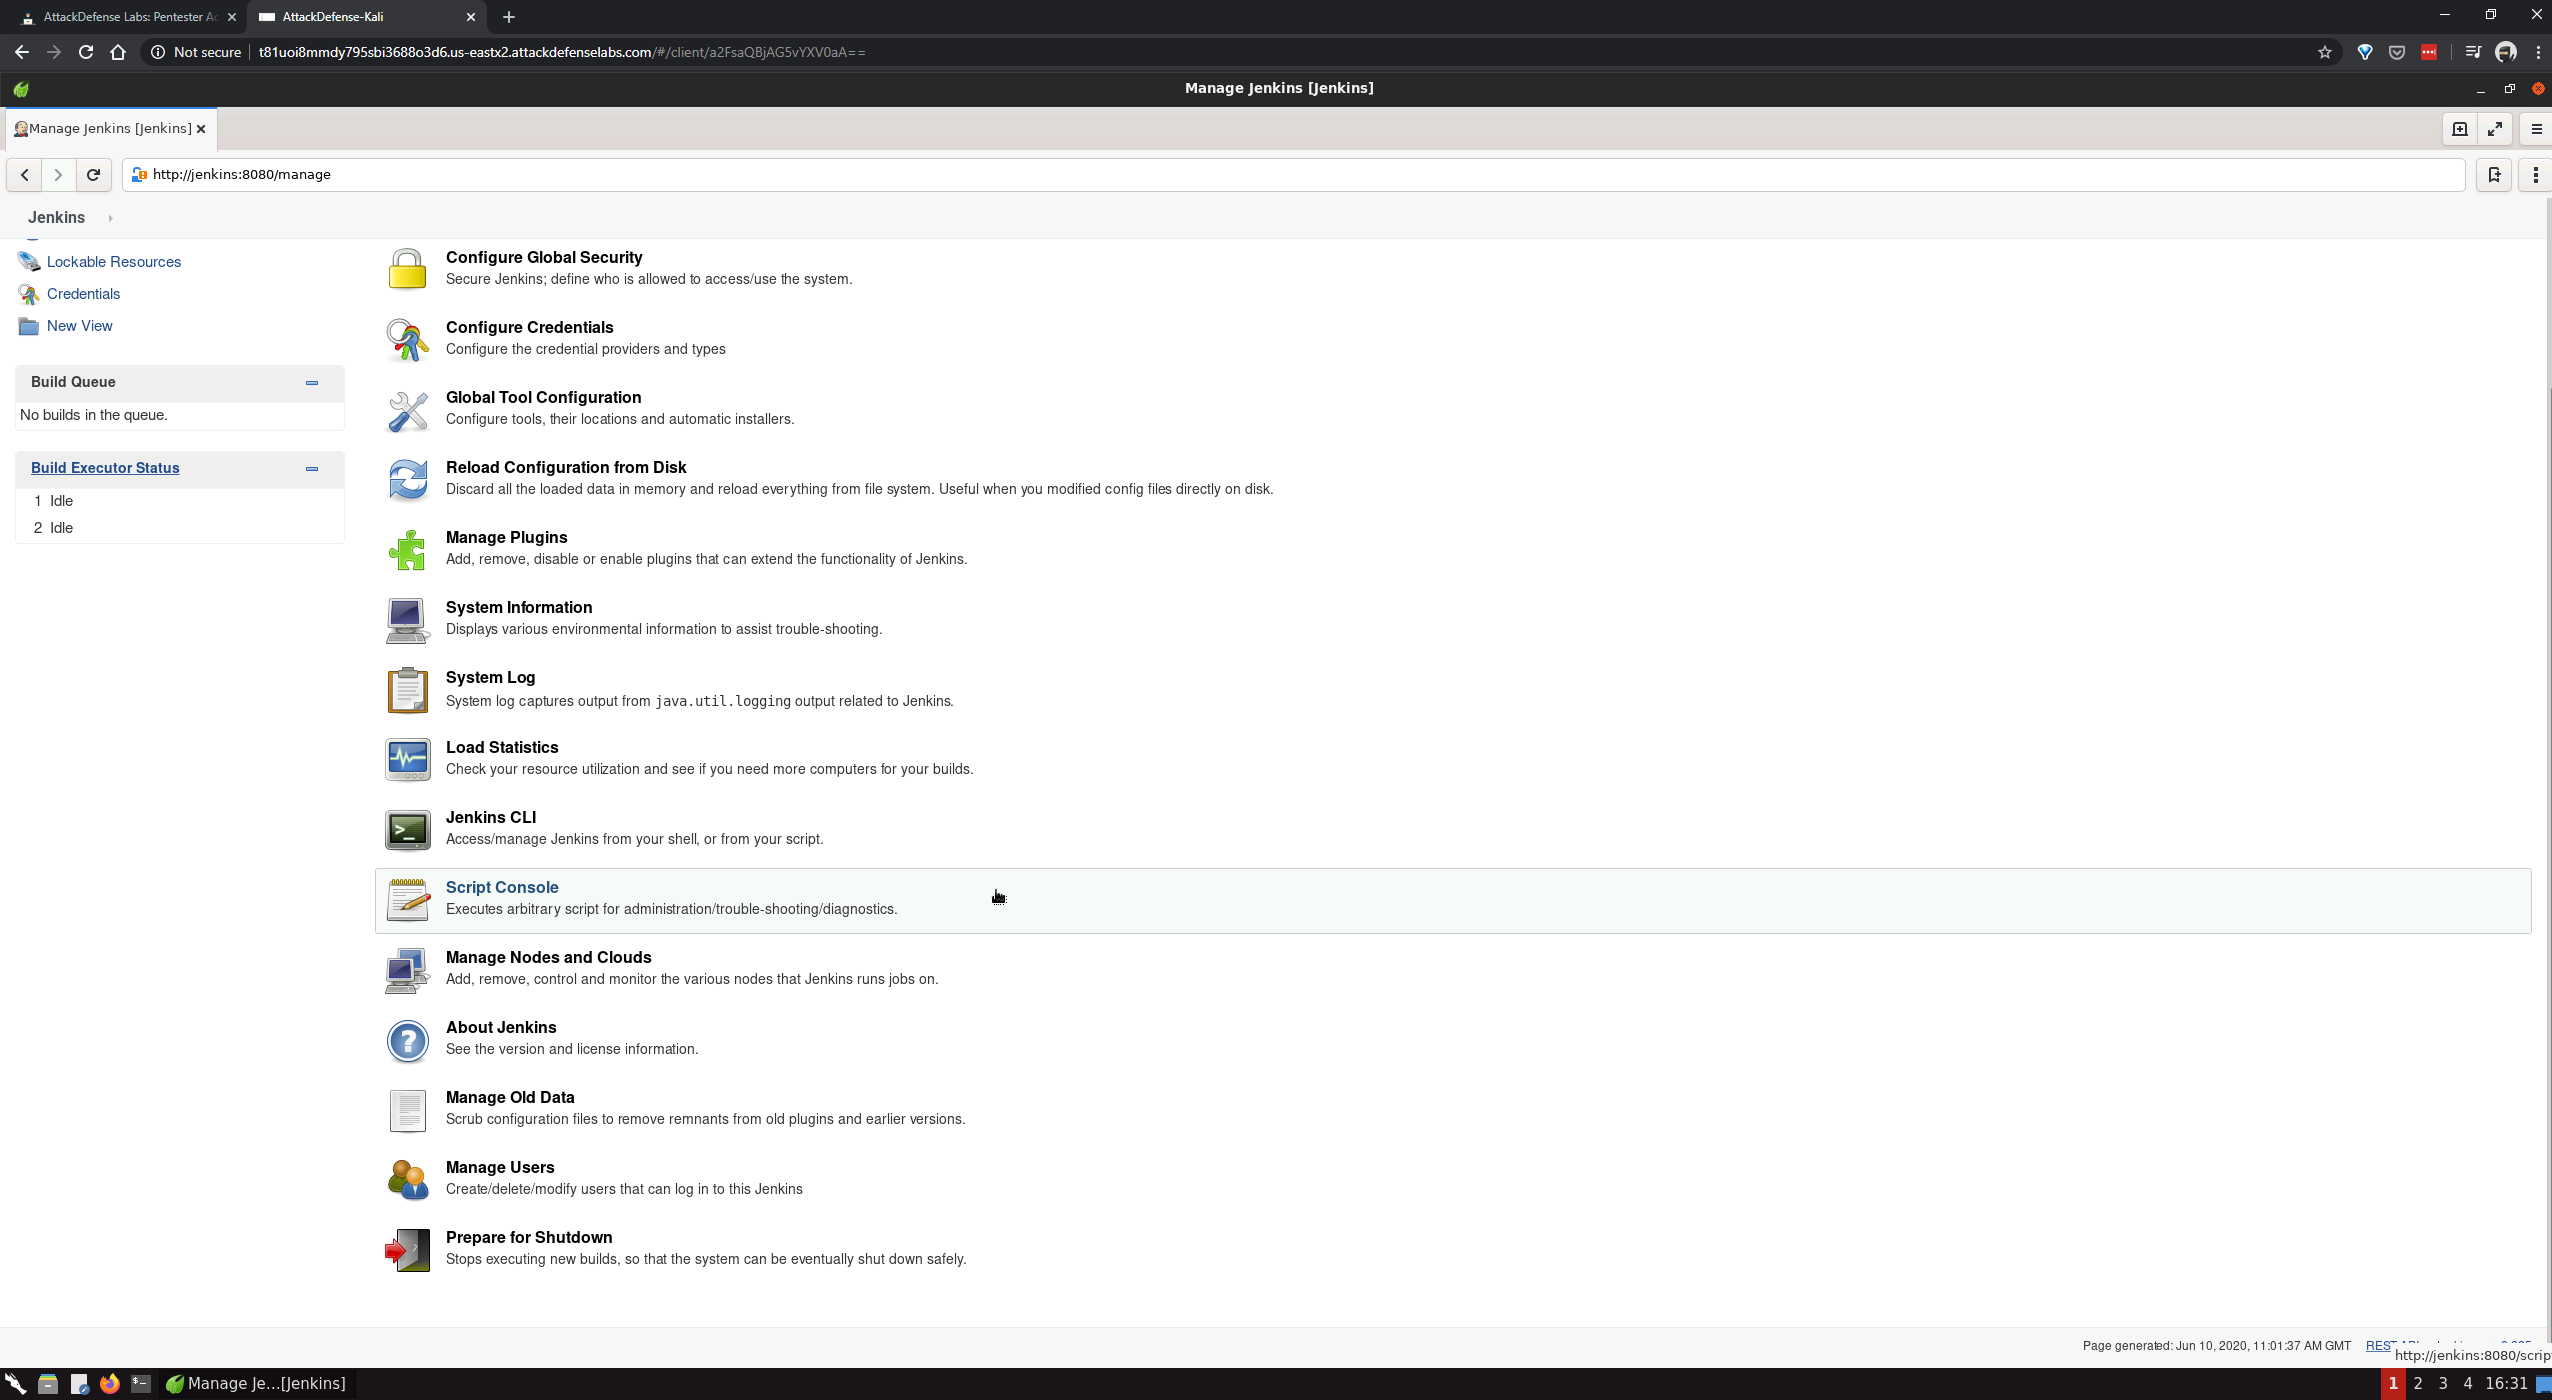 AttackDefense Labs: Pentester Ac
AttackDefense-Kali
Not secure
t81uoi8mmdy795sbi3688o3d6.us-eastx2.attackdefenselabs.com/#/client/a2FsaQBjAG5vYXV0aA==
Manage Jenkins [Jenkins]
Manage Jenkins [Jenkins]
http://jenkins:8080/manage
Jenkins
Lockable Resources
Credentials
New View
Build Queue
No builds in the queue.
Build Executor Status
1 Idle
2 Idle
Configure Global Security
Secure Jenkins; define who is allowed to access/use the system.
Configure Credentials
Configure the credential providers and types
Global Tool Configuration
Configure tools, their locations and automatic installers.
Reload Configuration from Disk
Discard all the loaded data in memory and reload everything from file system. Useful when you modified config files directly on disk.
Manage Plugins
Add, remove, disable or enable plugins that can extend the functionality of Jenkins.
System Information
Displays various environmental information to assist trouble-shooting.
System Log
System log captures output from java.util.logging output related to Jenkins.
Load Statistics
Check your resource utilization and see if you need more computers for your builds.
Jenkins CLI
Access/manage Jenkins from your shell, or from your script.
Script Console
Executes arbitrary script for administration/trouble-shooting/diagnostics.
Manage Nodes and Clouds
Add, remove, control and monitor the various nodes that Jenkins runs jobs on.
About Jenkins
See the version and license information.
Manage Old Data
Scrub configuration files to remove remnants from old plugins and earlier versions.
Manage Users
Create/delete/modify users that can log in to this Jenkins
Prepare for Shutdown
Stops executing new builds, so that the system can be eventually shut down safely.
Page generated: Jun 10, 2020, 11:01:37 AM GMT
REST
http://jenkins:8080/scrip
Manage Je...[Jenkins]
1 2 3 4 16:31